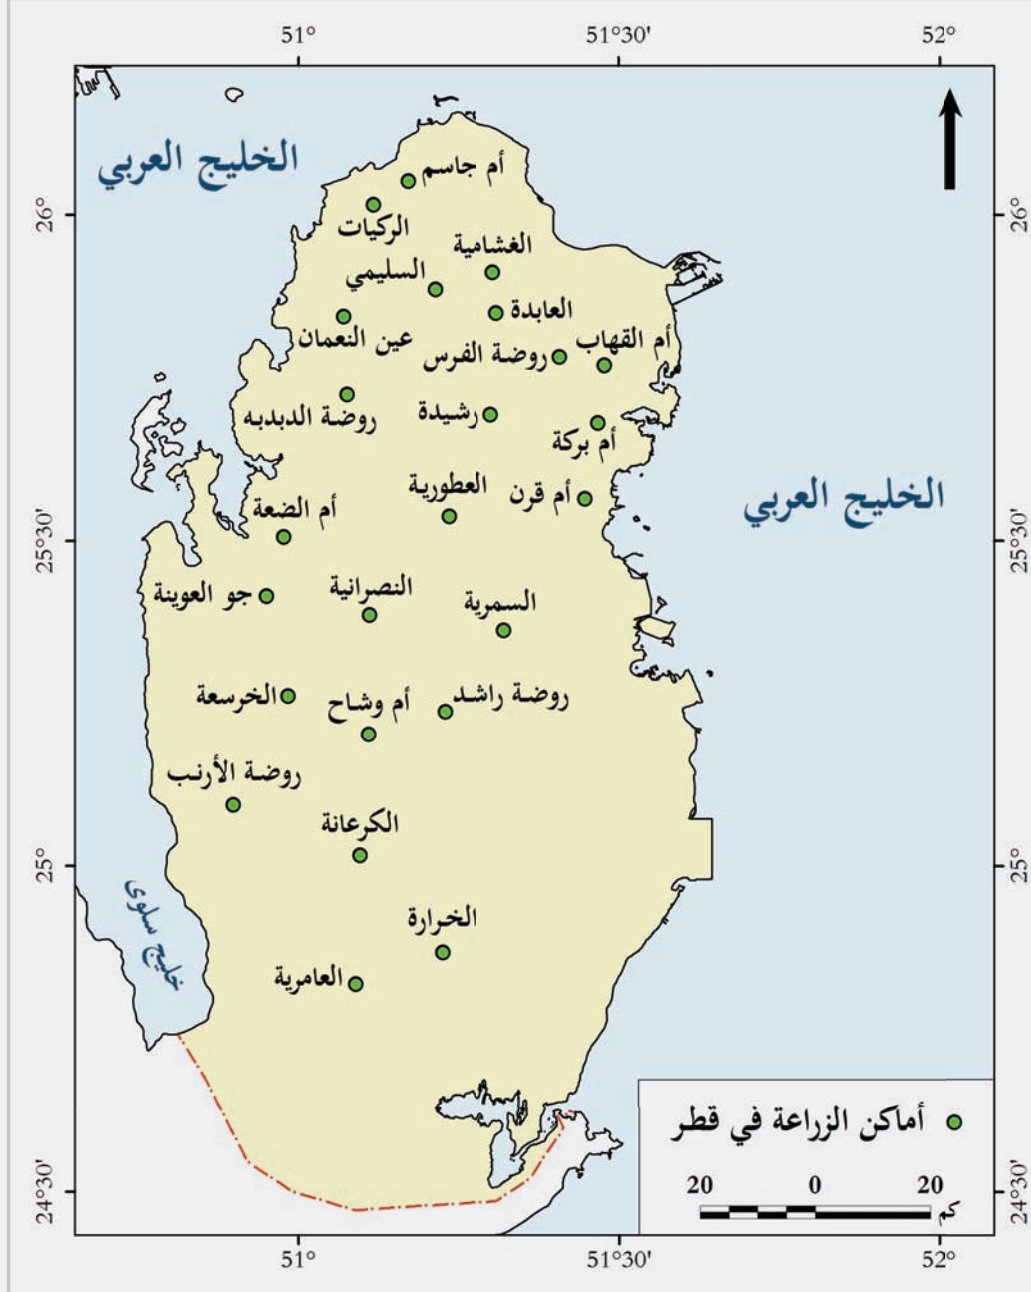 51° 51°30' 52°
الخليج العربي
أم جاسم
26° 26°
الركيات
الغشامية
السليمي
العابدة
عين النعمان
أم القهاب
روضة الفرس
روضة الدبدبه
رشيدة
أم بركة
العطورية
أم قرن
الخليج العربي
أم الضعة
25°30' 25°30'
النصرانية
جو العوينة
السمرية
الخرسعة
أم وشاح
روضة راشد
روضة الأرنب
الكرعانة
25° 25°
خليج سلوى
الخرارة
العامرية
أماكن الزراعة في قطر
20 0 20
كم
24°30' 24°30'
51° 51°30' 52°